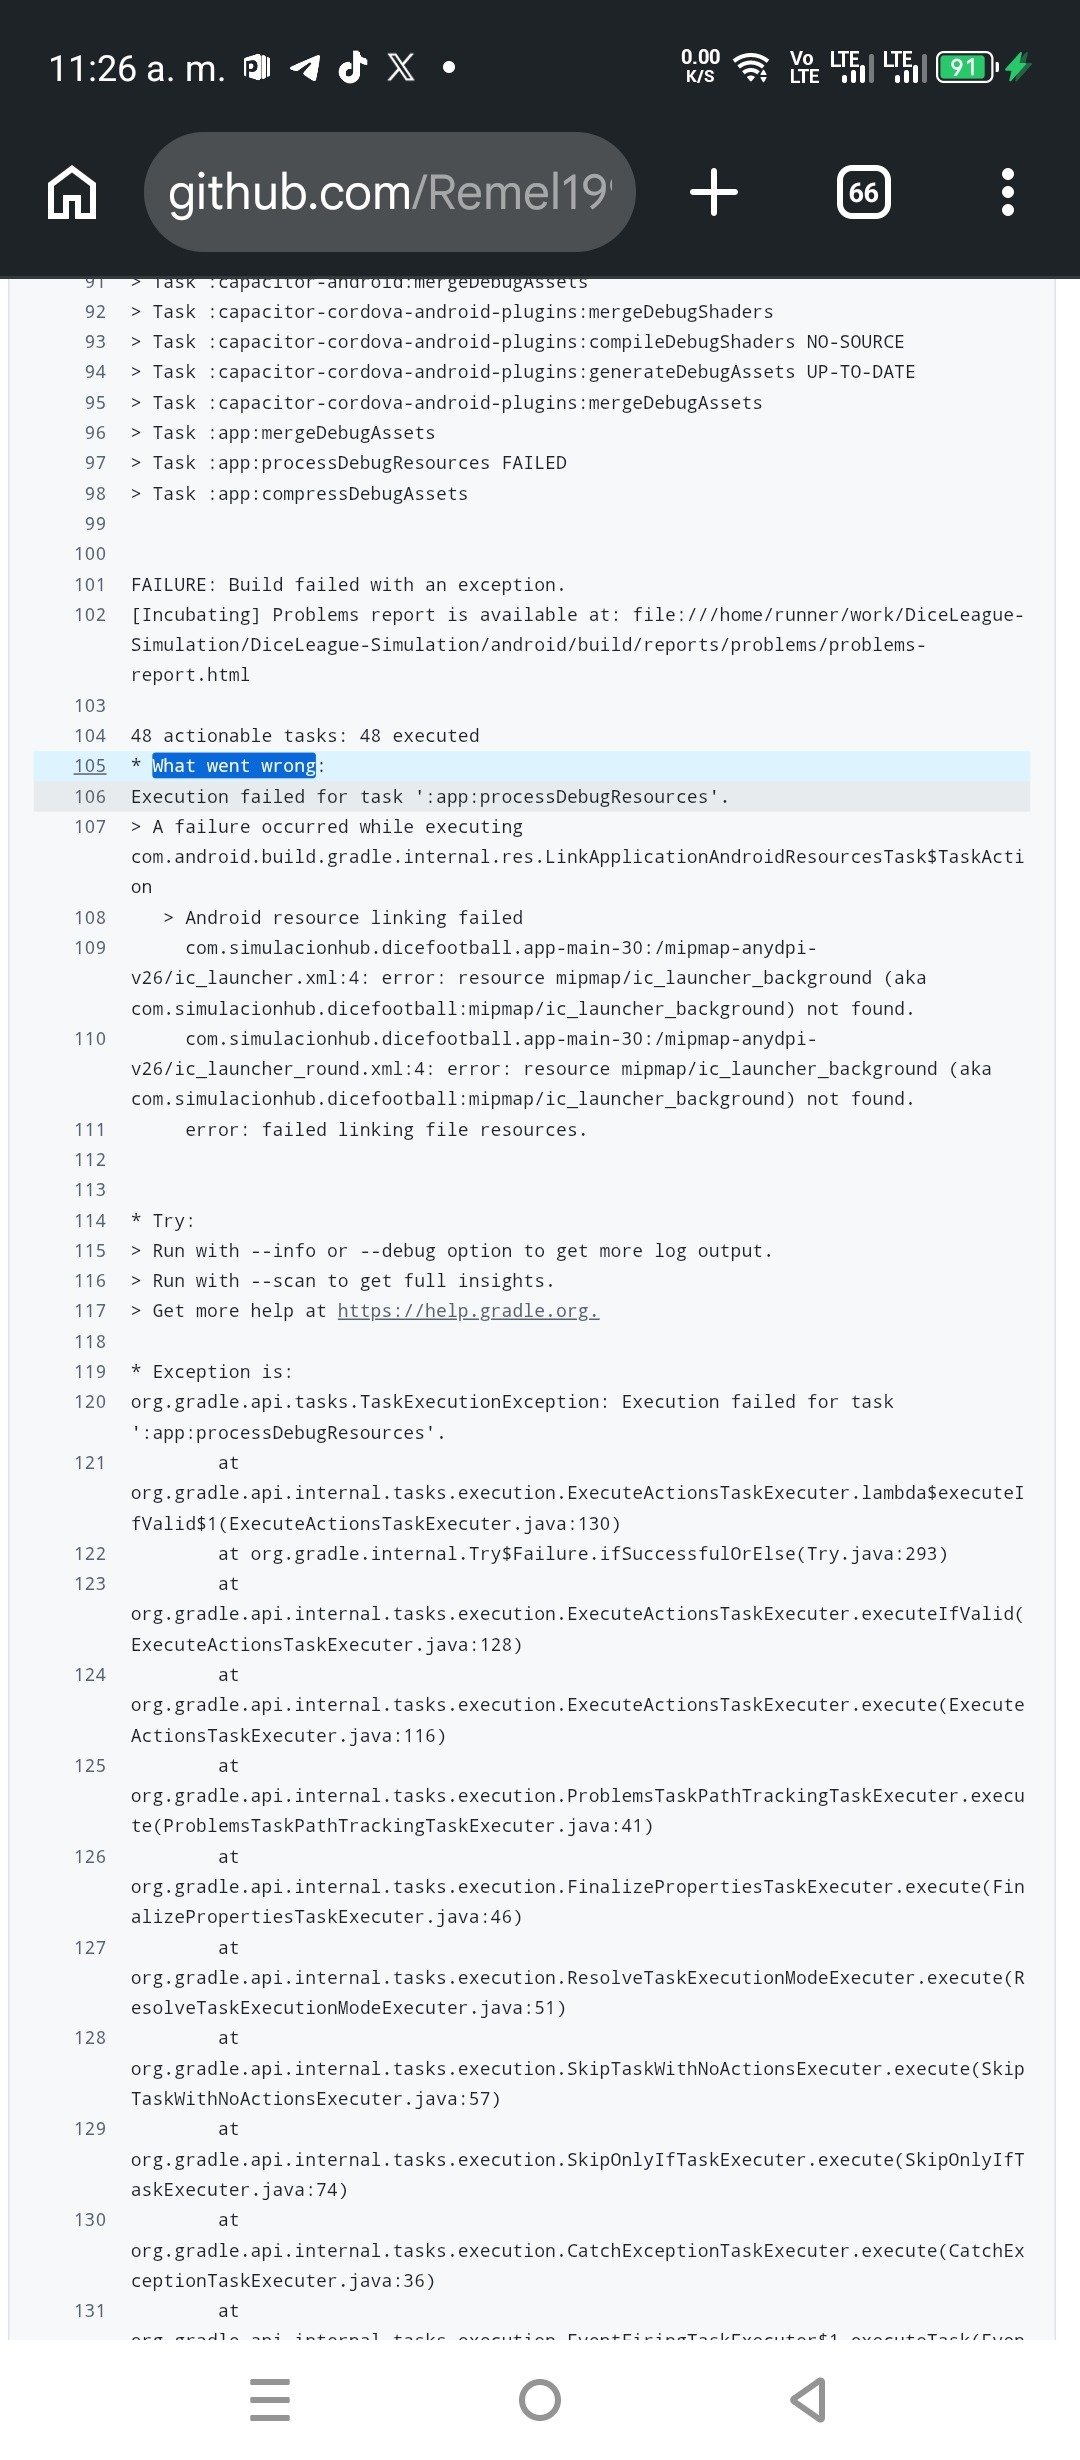 11:26 a. m.
0.00 K/S
Vo LTE LTE LTE 91
github.com/Remel19
66
91 > Task :capacitor-android:mergeDebugAssets
92 > Task :capacitor-cordova-android-plugins:mergeDebugShaders
93 > Task :capacitor-cordova-android-plugins:compileDebugShaders NO-SOURCE
94 > Task :capacitor-cordova-android-plugins:generateDebugAssets UP-TO-DATE
95 > Task :capacitor-cordova-android-plugins:mergeDebugAssets
96 > Task :app:mergeDebugAssets
97 > Task :app:processDebugResources FAILED
98 > Task :app:compressDebugAssets
99
100
101 FAILURE: Build failed with an exception.
102 [Incubating] Problems report is available at: file:///home/runner/work/DiceLeague-
Simulation/DiceLeague-Simulation/android/build/reports/problems/problems-
report.html
103
104 48 actionable tasks: 48 executed
105 * What went wrong:
106 Execution failed for task ':app:processDebugResources'.
107 > A failure occurred while executing
com.android.build.gradle.internal.res.LinkApplicationAndroidResourcesTask$TaskActi
on
108 > Android resource linking failed
109 com.simulacionhub.dicefootball.app-main-30:/mipmap-anydpi-
v26/ic_launcher.xml:4: error: resource mipmap/ic_launcher_background (aka
com.simulacionhub.dicefootball:mipmap/ic_launcher_background) not found.
110 com.simulacionhub.dicefootball.app-main-30:/mipmap-anydpi-
v26/ic_launcher_round.xml:4: error: resource mipmap/ic_launcher_background (aka
com.simulacionhub.dicefootball:mipmap/ic_launcher_background) not found.
111 error: failed linking file resources.
112
113
114 * Try:
115 > Run with --info or --debug option to get more log output.
116 > Run with --scan to get full insights.
117 > Get more help at https://help.gradle.org.
118
119 * Exception is:
120 org.gradle.api.tasks.TaskExecutionException: Execution failed for task
':app:processDebugResources'.
121 at
org.gradle.api.internal.tasks.execution.ExecuteActionsTaskExecuter.lambda$executeI
fValid$1(ExecuteActionsTaskExecuter.java:130)
122 at org.gradle.internal.Try$Failure.ifSuccessfulOrElse(Try.java:293)
123 at
org.gradle.api.internal.tasks.execution.ExecuteActionsTaskExecuter.executeIfValid(
ExecuteActionsTaskExecuter.java:128)
124 at
org.gradle.api.internal.tasks.execution.ExecuteActionsTaskExecuter.execute(Execute
ActionsTaskExecuter.java:116)
125 at
org.gradle.api.internal.tasks.execution.ProblemsTaskPathTrackingTaskExecuter.execu
te(ProblemsTaskPathTrackingTaskExecuter.java:41)
126 at
org.gradle.api.internal.tasks.execution.FinalizePropertiesTaskExecuter.execute(Fin
alizePropertiesTaskExecuter.java:46)
127 at
org.gradle.api.internal.tasks.execution.ResolveTaskExecutionModeExecuter.execute(R
esolveTaskExecutionModeExecuter.java:51)
128 at
org.gradle.api.internal.tasks.execution.SkipTaskWithNoActionsExecuter.execute(Skip
TaskWithNoActionsExecuter.java:57)
129 at
org.gradle.api.internal.tasks.execution.SkipOnlyIfTaskExecuter.execute(SkipOnlyIfT
askExecuter.java:74)
130 at
org.gradle.api.internal.tasks.execution.CatchExceptionTaskExecuter.execute(CatchEx
ceptionTaskExecuter.java:36)
131 at